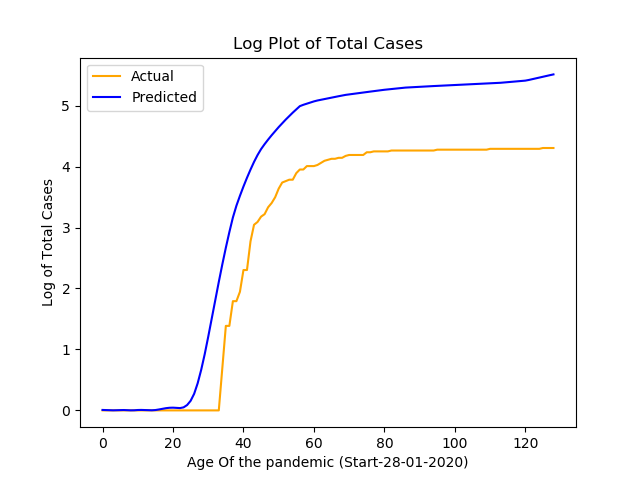 Log Plot of Total Cases
Actual
Predicted
Log of Total Cases
5
4
3
2
1
0
0 20 40 60 80 100 120
Age Of the pandemic (Start-28-01-2020)